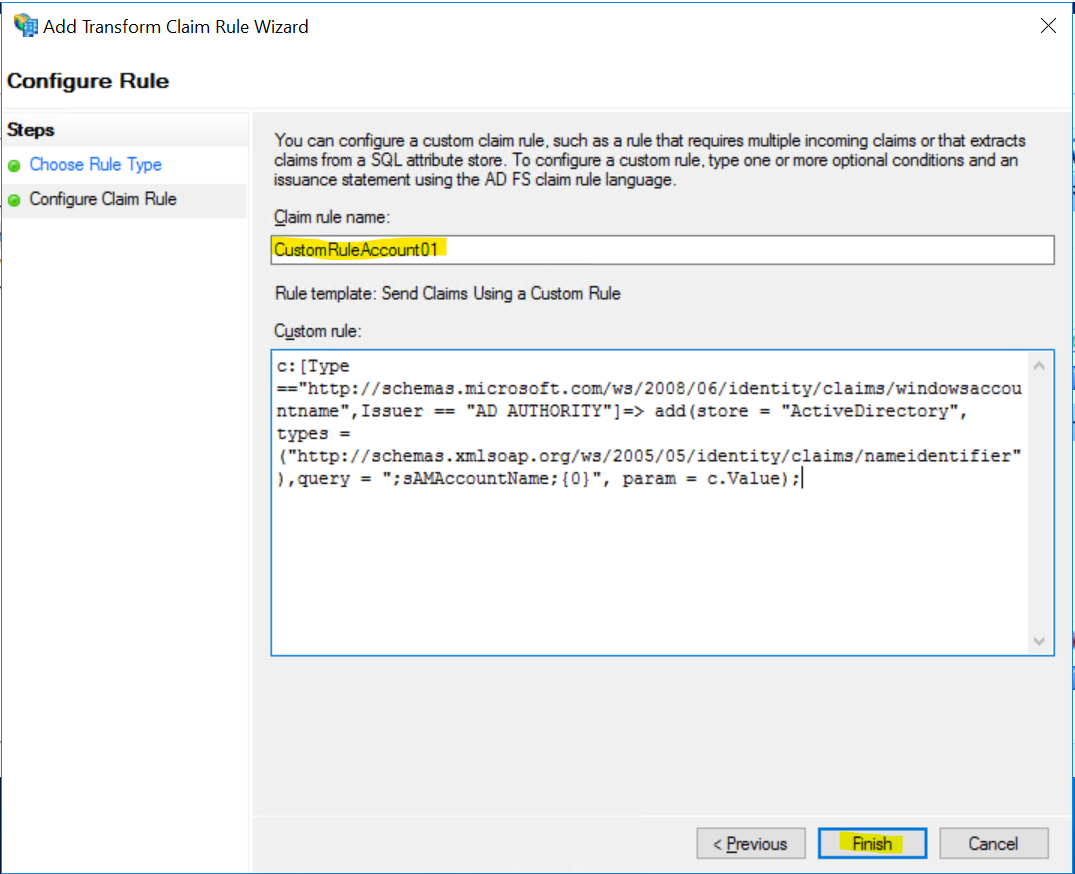 Add Transform Claim Rule Wizard
Configure Rule
Steps
Choose Rule Type
Configure Claim Rule
You can configure a custom claim rule, such as a rule that requires multiple incoming claims or that extracts
claims from a SQL attribute store. To configure a custom rule, type one or more optional conditions and an
issuance statement using the AD FS claim rule language.
Claim rule name:
CustomRuleAccount01
Rule template: Send Claims Using a Custom Rule
Custom rule:
c:[Type
=="http://schemas.microsoft.com/ws/2008/06/identity/claims/windowsaccou
ntname",Issuer == "AD AUTHORITY"]=> add(store = "ActiveDirectory",
types =
("http://schemas.xmlsoap.org/ws/2005/05/identity/claims/nameidentifier"
),query = ";sAMAccountName;{0}", param = c.Value);
< Previous
Finish
Cancel